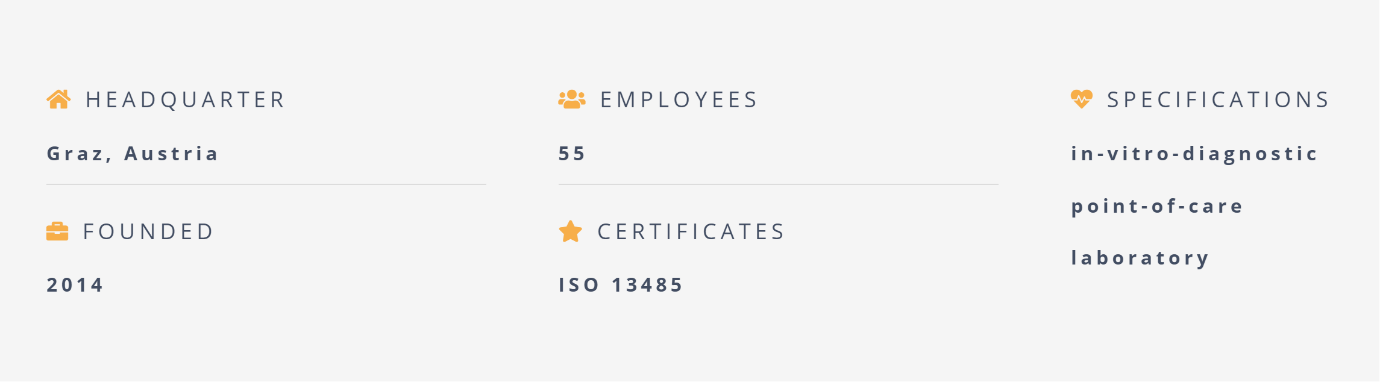 HEADQUARTER
Graz, Austria
FOUNDED
2014
EMPLOYEES
55
CERTIFICATES
ISO 13485
SPECIFICATIONS
in-vitro-diagnostic
point-of-care
laboratory